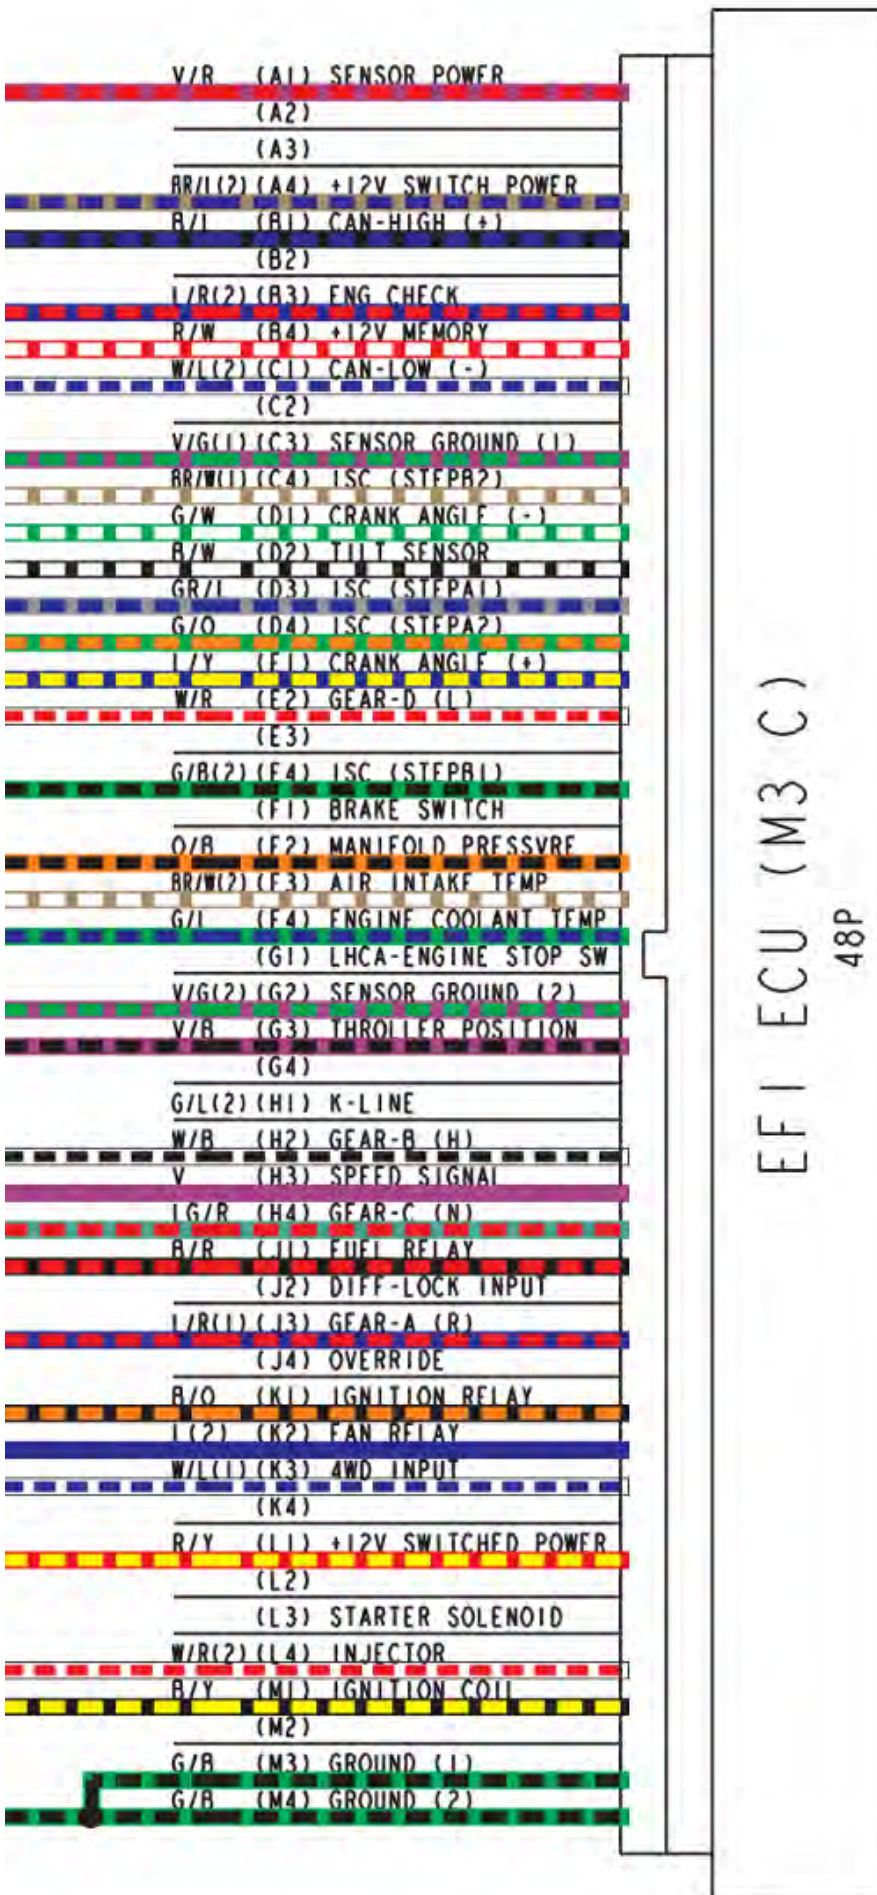 V/R (A1) SENSOR POWER
(A2)
(A3)
BR/L(2) (A4) +12V SWITCH POWER
B/L (B1) CAN-HIGH (+)
(B2)
L/R(2) (B3) ENG CHECK
R/W (B4) +12V MEMORY
W/L(2) (C1) CAN-LOW (-)
(C2)
V/G(1) (C3) SENSOR GROUND (1)
BR/W(1) (C4) ISC (STEPB2)
G/W (D1) CRANK ANGLE (-)
B/W (D2) TILT SENSOR
GR/L (D3) ISC (STEPA1)
G/O (D4) ISC (STEPA2)
L/Y (E1) CRANK ANGLE (+)
W/R (E2) GEAR-D (L)
(E3)
G/B(2) (E4) ISC (STEPB1)
(F1) BRAKE SWITCH
O/B (F2) MANIFOLD PRESSVRE
BR/W(2) (F3) AIR INTAKE TEMP
G/L (F4) ENGINE COOLANT TEMP
(G1) LHCA-ENGINE STOP SW
V/G(2) (G2) SENSOR GROUND (2)
V/B (G3) THROLLER POSITION
(G4)
G/L(2) (H1) K-LINE
W/B (H2) GEAR-B (H)
V (H3) SPEED SIGNAL
LG/R (H4) GEAR-C (N)
B/R (J1) FUEL RELAY
(J2) DIFF-LOCK INPUT
L/R(1) (J3) GEAR-A (R)
(J4) OVERRIDE
B/O (K1) IGNITION RELAY
L(2) (K2) FAN RELAY
W/L(1) (K3) 4WD INPUT
(K4)
R/Y (L1) +12V SWITCHED POWER
(L2)
(L3) STARTER SOLENOID
W/R(2) (L4) INJECTOR
B/Y (M1) IGNITION COIL
(M2)
G/B (M3) GROUND (1)
G/B (M4) GROUND (2)
EFI ECU (M3 C)
48P